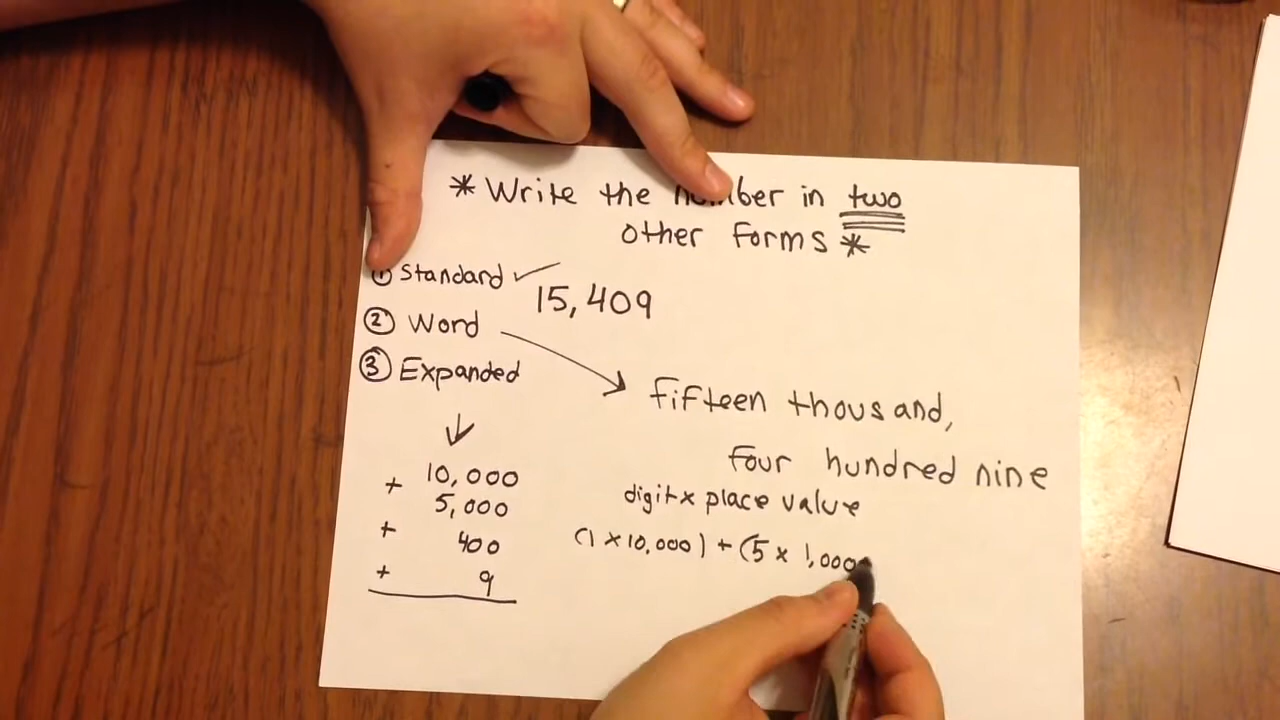 *Write the number in two
other forms*
① Standard ✓
15,409
② Word
③ Expanded
fifteen thousand,
four hundred nine
10,000
+ 5,000
+ 400
+ 9
digit x place value
(1 x 10,000) + (5 x 1,000